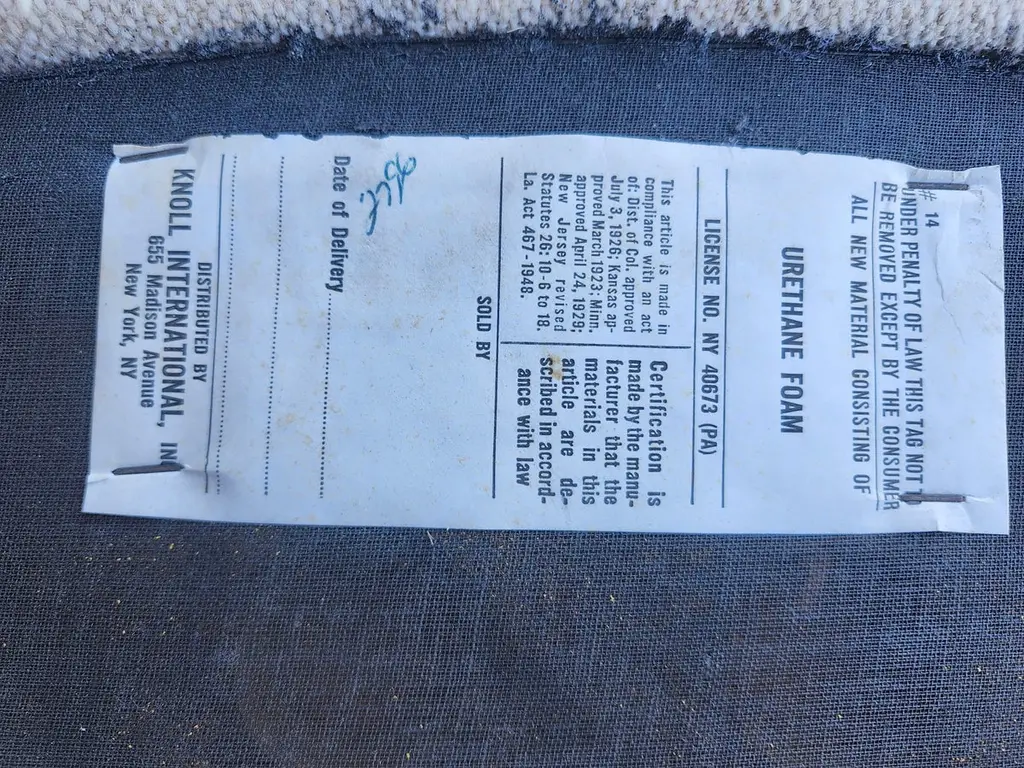 # 14
UNDER PENALTY OF LAW THIS TAG NOT
BE REMOVED EXCEPT BY THE CONSUMER
ALL NEW MATERIAL CONSISTING OF
URETHANE FOAM
LICENSE NO. NY 40673 (PA)
This article is made in
compliance with an act
of: Dist. of Col. approved
July 3, 1926; Kansas ap-
proved March 1923: Minn.
approved April 24, 1929;
New Jersey revised
Statutes 26: 10-6 to 18.
La. Act 467-1948.
Certification is
made by the manu-
facturer that the
materials in this
article are de-
scribed in accord-
ance with law
SOLD BY
Date of Delivery
DISTRIBUTED BY
KNOLL INTERNATIONAL, INC
655 Madison Avenue
New York, NY